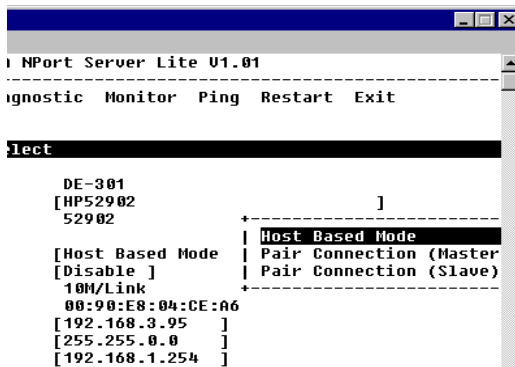 NPort Server Lite V1.01
agnostic Monitor Ping Restart Exit
elect
DE-301
[HP52902 ]
52902
Host Based Mode
[Host Based Mode | Pair Connection (Master
[Disable ] | Pair Connection (Slave)
10M/Link
00:90:E8:04:CE:A6
[192.168.3.95 ]
[255.255.0.0 ]
[192.168.1.254 ]